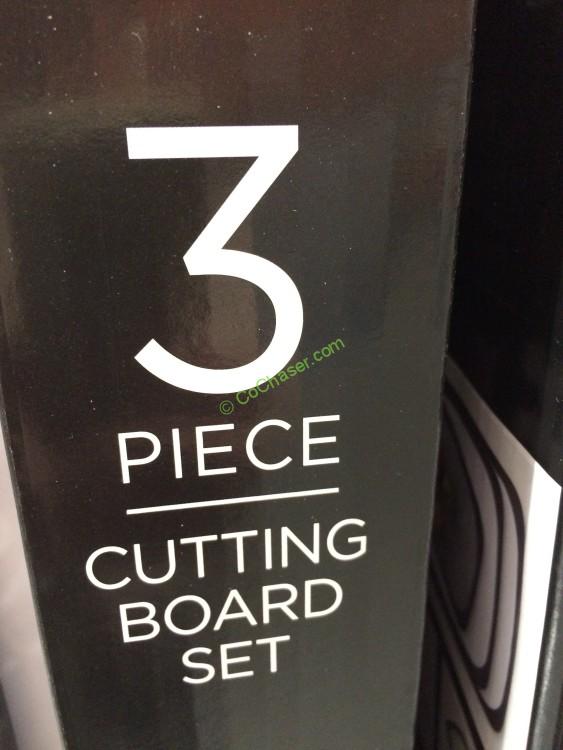 3
© CoChaser.com
PIECE
CUTTING
BOARD
SET